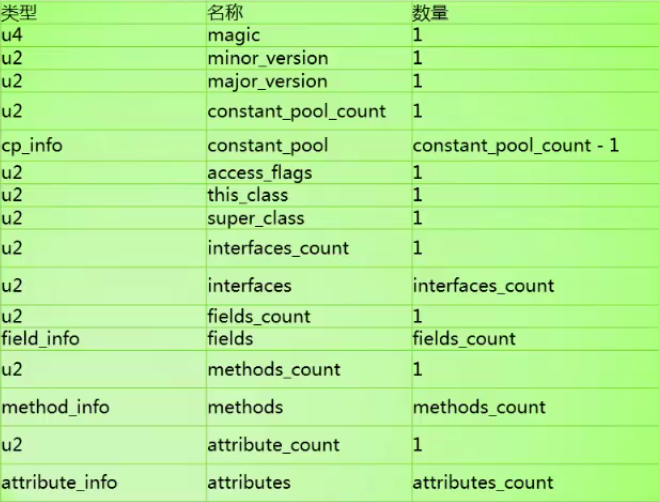 类型 名称 数量
u4 magic 1
u2 minor_version 1
u2 major_version 1
u2 constant_pool_count 1
cp_info constant_pool constant_pool_count - 1
u2 access_flags 1
u2 this_class 1
u2 super_class 1
u2 interfaces_count 1
u2 interfaces interfaces_count
u2 fields_count 1
field_info fields fields_count
u2 methods_count 1
method_info methods methods_count
u2 attribute_count 1
attribute_info attributes attributes_count